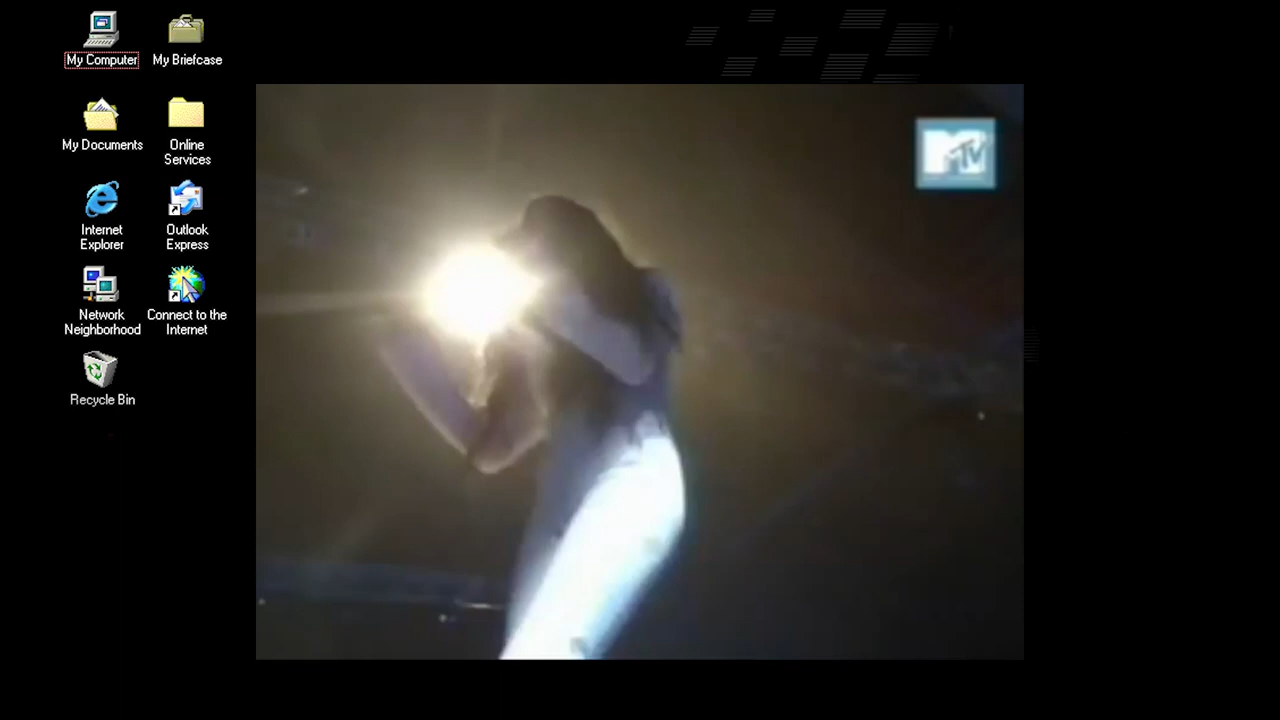 My Computer
My Briefcase
My Documents
Online
Services
Internet
Explorer
Outlook
Express
Network
Neighborhood
Connect to the
Internet
Recycle Bin
MTV